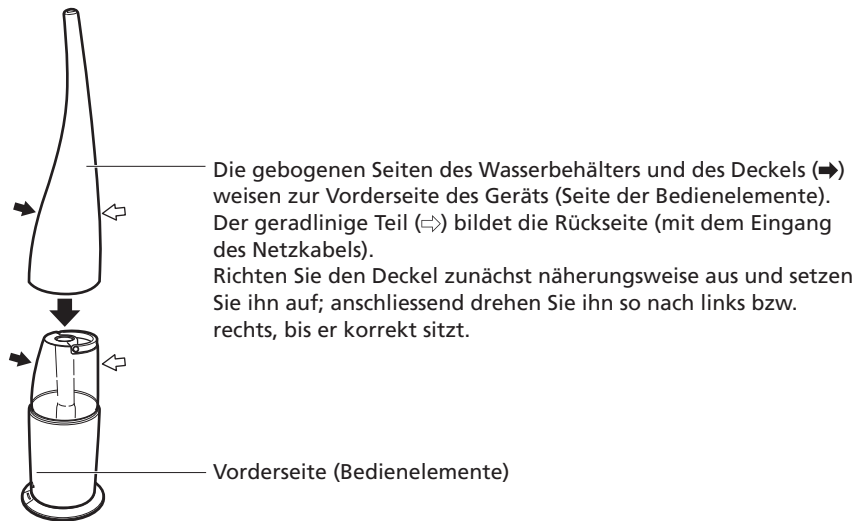 Die gebogenen Seiten des Wasserbehälters und des Deckels (➡)
weisen zur Vorderseite des Geräts (Seite der Bedienelemente).
Der geradlinige Teil (⇨) bildet die Rückseite (mit dem Eingang
des Netzkabels).
Richten Sie den Deckel zunächst näherungsweise aus und setzen
Sie ihn auf; anschliessend drehen Sie ihn so nach links bzw.
rechts, bis er korrekt sitzt.
Vorderseite (Bedienelemente)